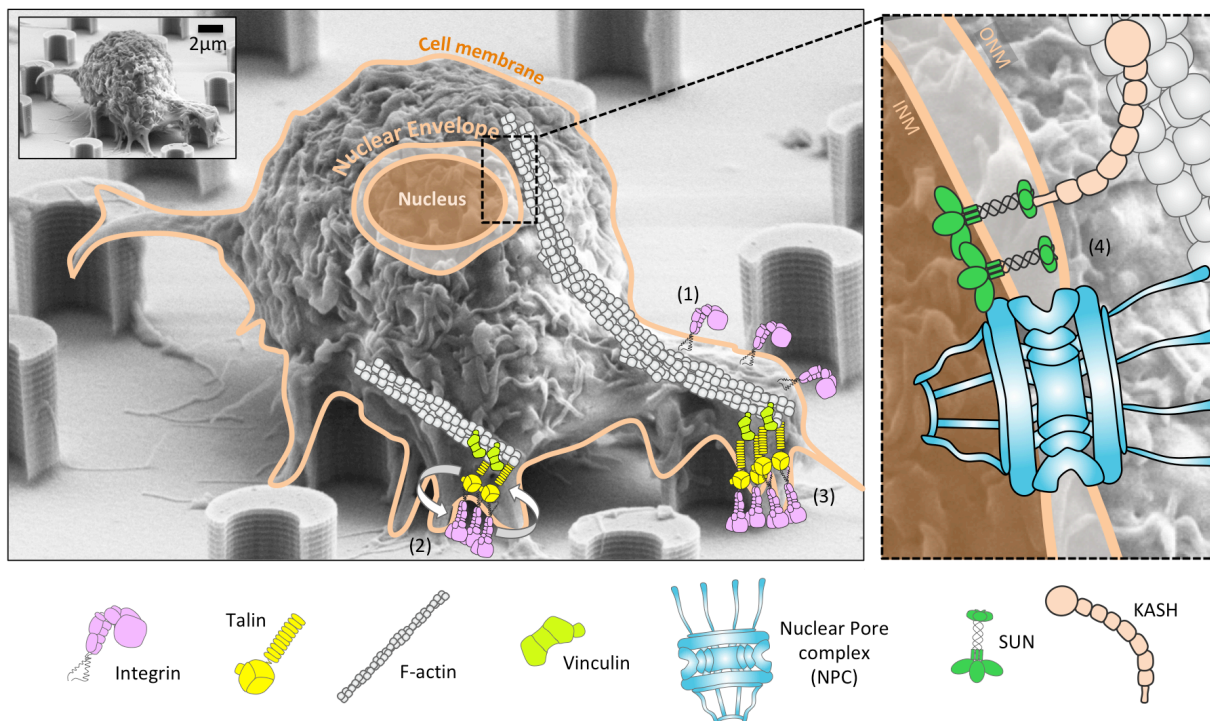 2μm
Cell membrane
Nuclear Envelope
Nucleus
(1)
(2)
(3)
ONM
INM
(4)
Integrin
Talin
F-actin
Vinculin
Nuclear Pore
complex
(NPC)
SUN
KASH